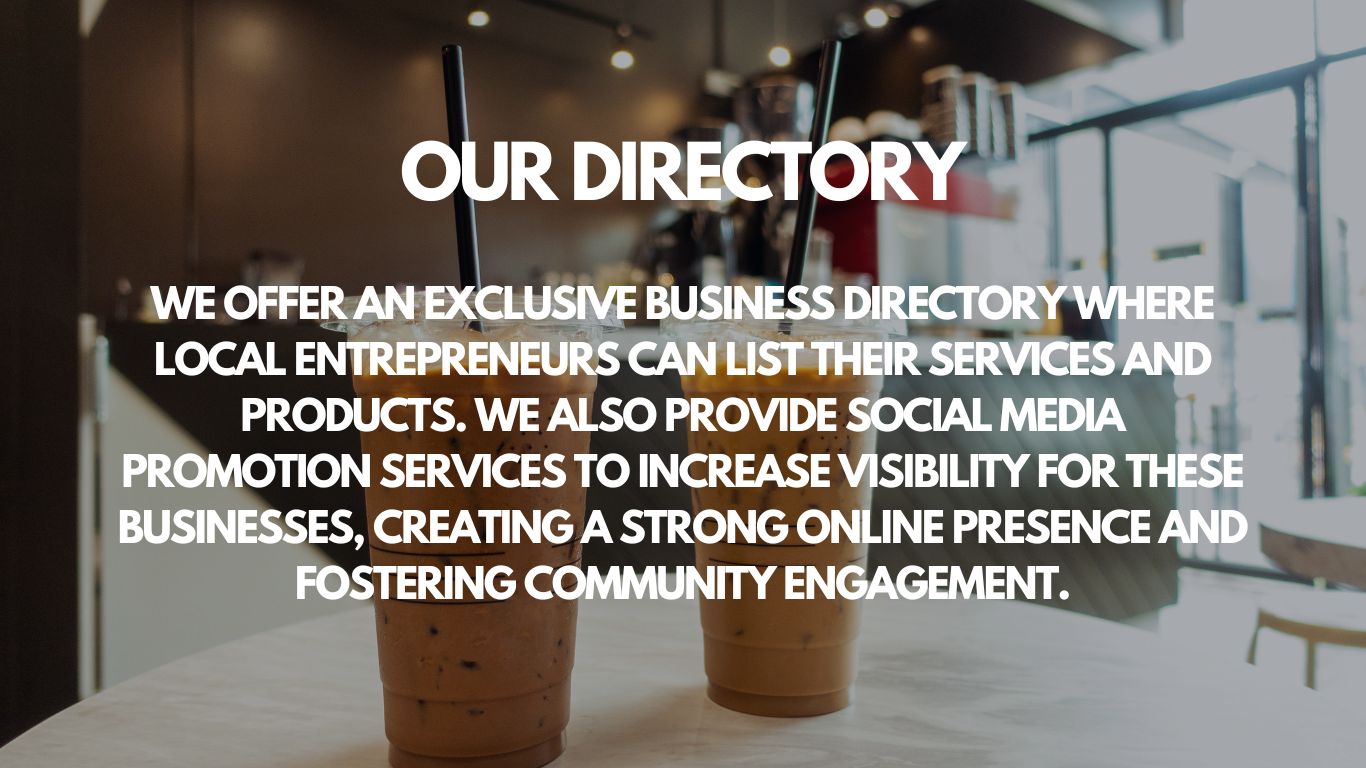 OUR DIRECTORY
WE OFFER AN EXCLUSIVE BUSINESS DIRECTORY WHERE
LOCAL ENTREPRENEURS CAN LIST THEIR SERVICES AND
PRODUCTS. WE ALSO PROVIDE SOCIAL MEDIA
PROMOTION SERVICES TO INCREASE VISIBILITY FOR THESE
BUSINESSES, CREATING A STRONG ONLINE PRESENCE AND
FOSTERING COMMUNITY ENGAGEMENT.